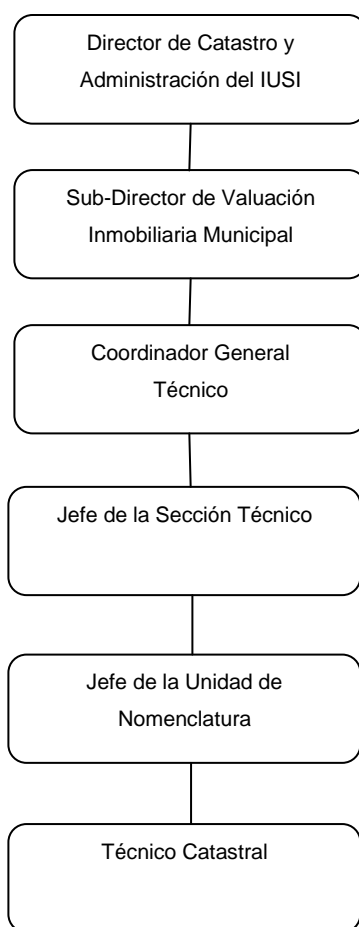 Director de Catastro y
Administración del IUSI
Sub-Director de Valuación
Inmobiliaria Municipal
Coordinador General
Técnico
Jefe de la Sección Técnico
Jefe de la Unidad de
Nomenclatura
Técnico Catastral